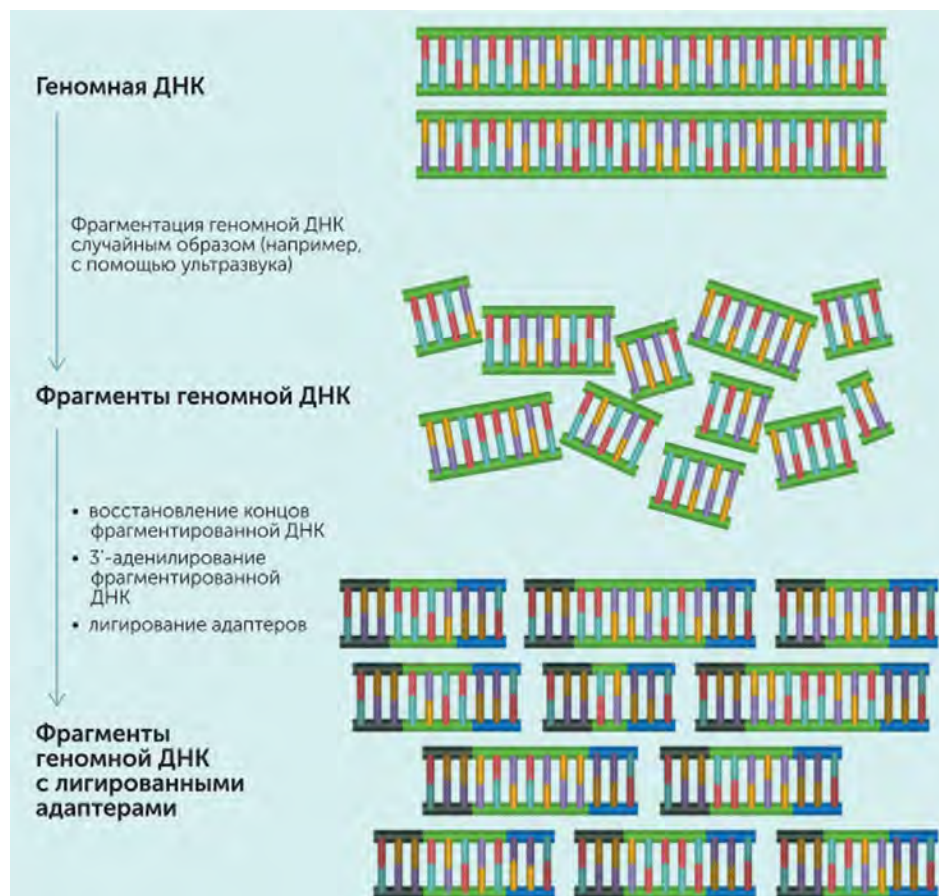 Геномная ДНК
Фрагментация геномной ДНК
случайным образом (например,
с помощью ультразвука)
Фрагменты геномной ДНК
• восстановление концов
фрагментированной ДНК
• 3'-аденилирование
фрагментированной
ДНК
• лигирование адаптеров
Фрагменты
геномной ДНК
с лигированными
адаптерами